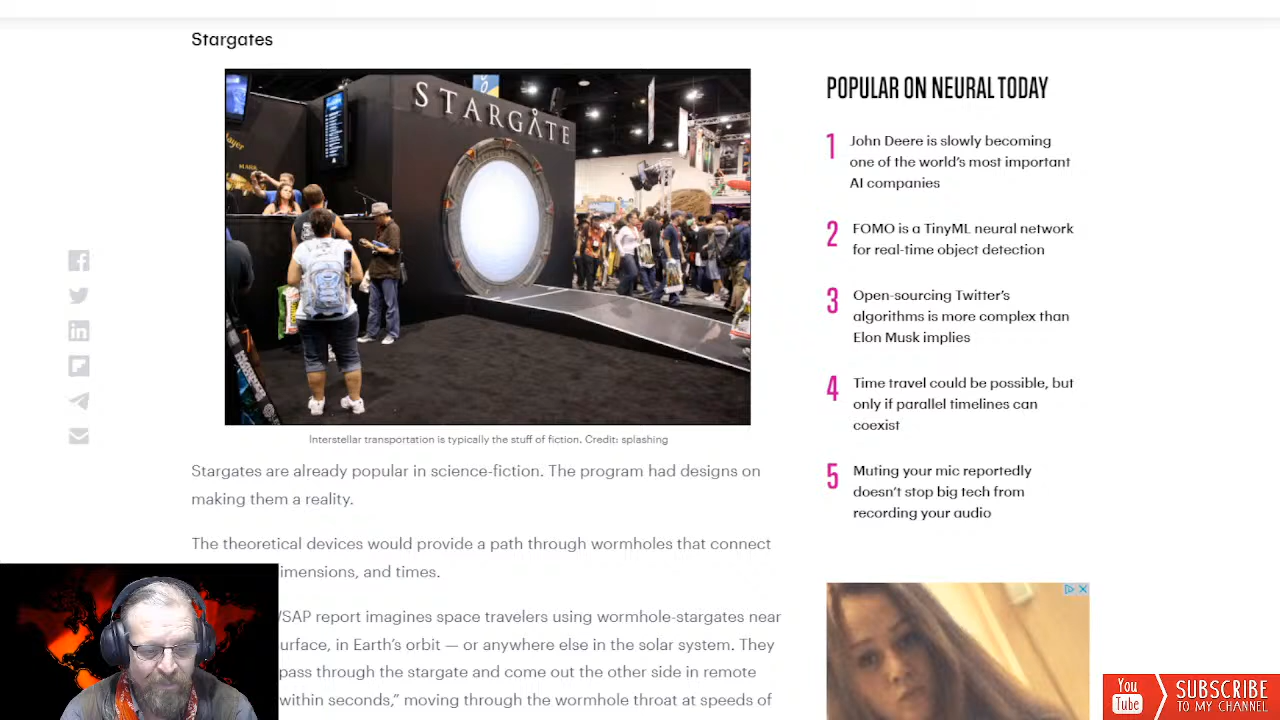 Stargates
STARGATE
Interstellar transportation is typically the stuff of fiction. Credit: splashing
Stargates are already popular in science-fiction. The program had designs on
making them a reality.
The theoretical devices would provide a path through wormholes that connect
imensions, and times.
SAP report imagines space travelers using wormhole-stargates near
urface, in Earth's orbit — or anywhere else in the solar system. They
pass through the stargate and come out the other side in remote
within seconds,” moving through the wormhole throat at speeds of
POPULAR ON NEURAL TODAY
1 John Deere is slowly becoming
one of the world's most important
AI companies
2 FOMO is a TinyML neural network
for real-time object detection
3 Open-sourcing Twitter's
algorithms is more complex than
Elon Musk implies
4 Time travel could be possible, but
only if parallel timelines can
coexist
5 Muting your mic reportedly
doesn't stop big tech from
recording your audio
You
Tube
SUBSCRIBE
TO MY CHANNEL